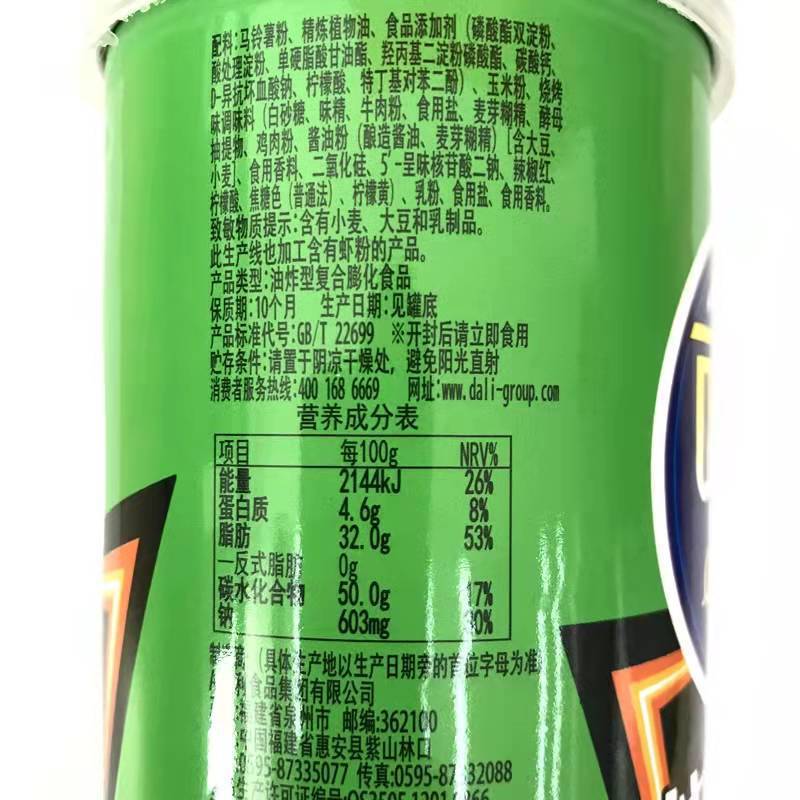 配料:马铃薯粉、精炼植物油、食品添加剂（磷酸酯双淀粉、
酸处理淀粉、单硬脂酸甘油酯、羟丙基二淀粉磷酸酯、碳酸钙、
D-异抗坏血酸钠、柠檬酸、特丁基对苯二酚）、玉米粉、烧烤
味调味料（白砂糖、味精、牛肉粉、食用盐、麦芽糊精、酵母
抽提物、鸡肉粉、酱油粉（酿造酱油、麦芽糊精）[含大豆、
小麦]、食用香料、二氧化硅、5'-呈味核苷酸二钠、辣椒红、
柠檬酸、焦糖色（普通法）、柠檬黄）、乳粉、食用盐、食用香料。
致敏物质提示:含有小麦、大豆和乳制品。
此生产线也加工含有虾粉的产品。
产品类型:油炸型复合膨化食品
保质期:10个月 生产日期:见罐底
产品标准代号:GB/T 22699 ※开封后请立即食用
贮存条件:请置于阴凉干燥处，避免阳光直射
消费者服务热线:400 168 6669 网址:www.dali-group.com
营养成分表
项目 每100g NRV%
能量 2144kJ 26%
蛋白质 4.6g 8%
脂肪 32.0g 53%
—反式脂肪 0g
碳水化合物 50.0g 17%
钠 603mg 30%
制造商（具体生产地以生产日期旁的首位字母为准
食品集团有限公司
福建省泉州市 邮编:362100
中国福建省惠安县紫山林口
0595-87335077 传真:0595-87332088
生产许可证编号:QS3505 1201